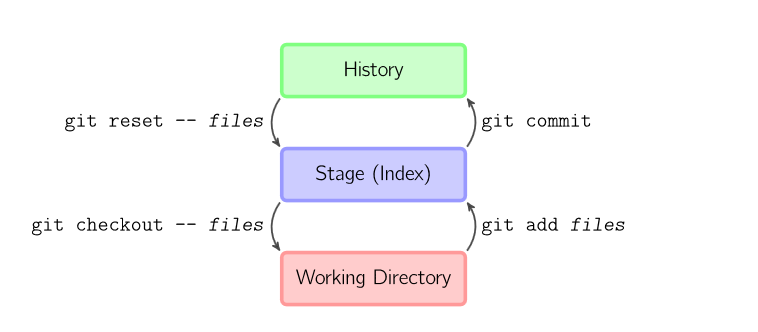 History
git reset -- files
git commit
Stage (Index)
git checkout -- files
git add files
Working Directory